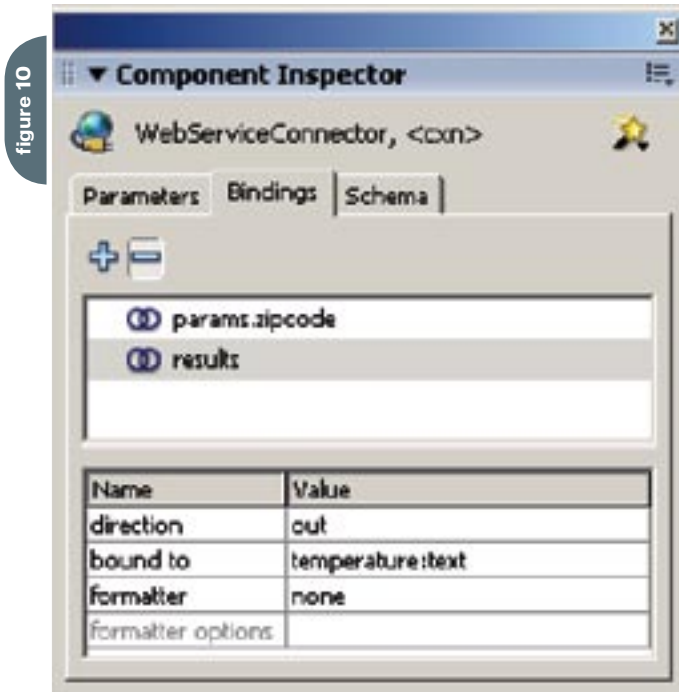 figure 10
Component Inspector
WebServiceConnector, <cxn>
Parameters Bindings Schema
params.zipcode
results
Name Value
direction out
bound to temperature:text
formatter none
formatter options